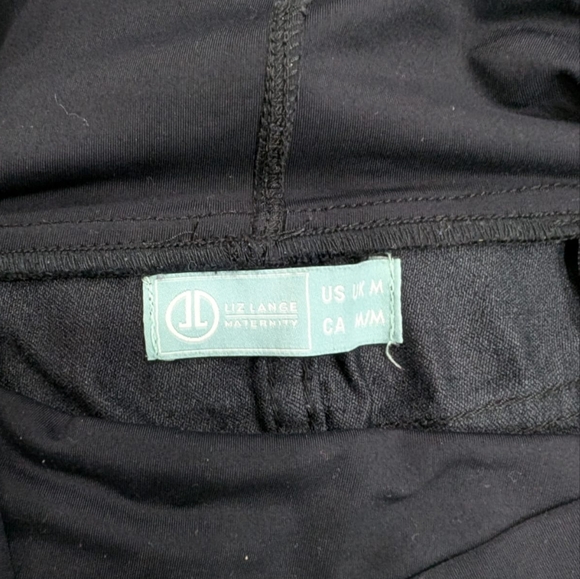 LIZ LANGE
MATERNITY
US UK M
CA M/M